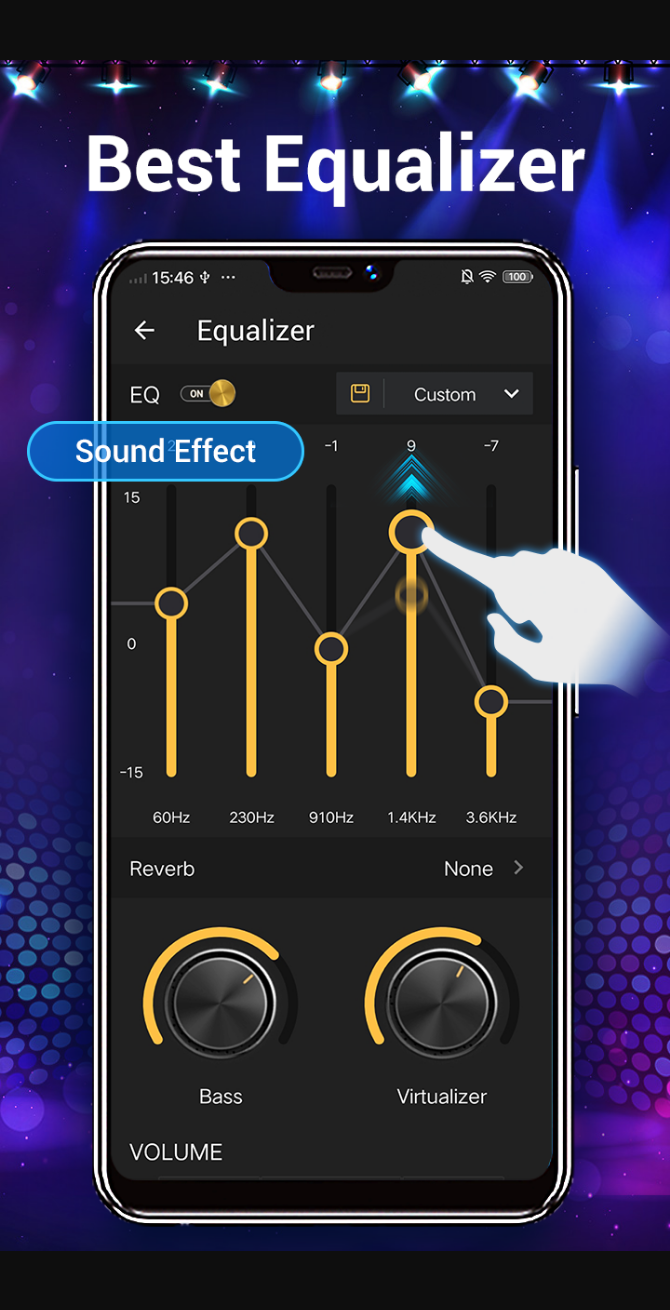 Best Equalizer
15:46 ...
100
Equalizer
EQ ON Custom
Sound Effect
-1 9 -7
15
0
-15
60Hz 230Hz 910Hz 1.4KHz 3.6KHz
Reverb None
Bass Virtualizer
VOLUME